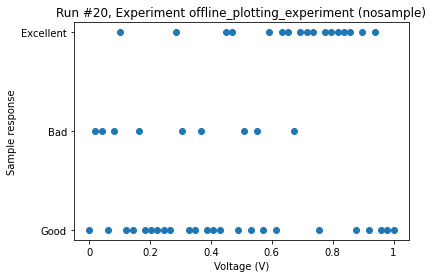 Run #20, Experiment offline_plotting_experiment (nosample)
Excellent
Bad
Good
Sample response
0 0.2 0.4 0.6 0.8 1
Voltage (V)